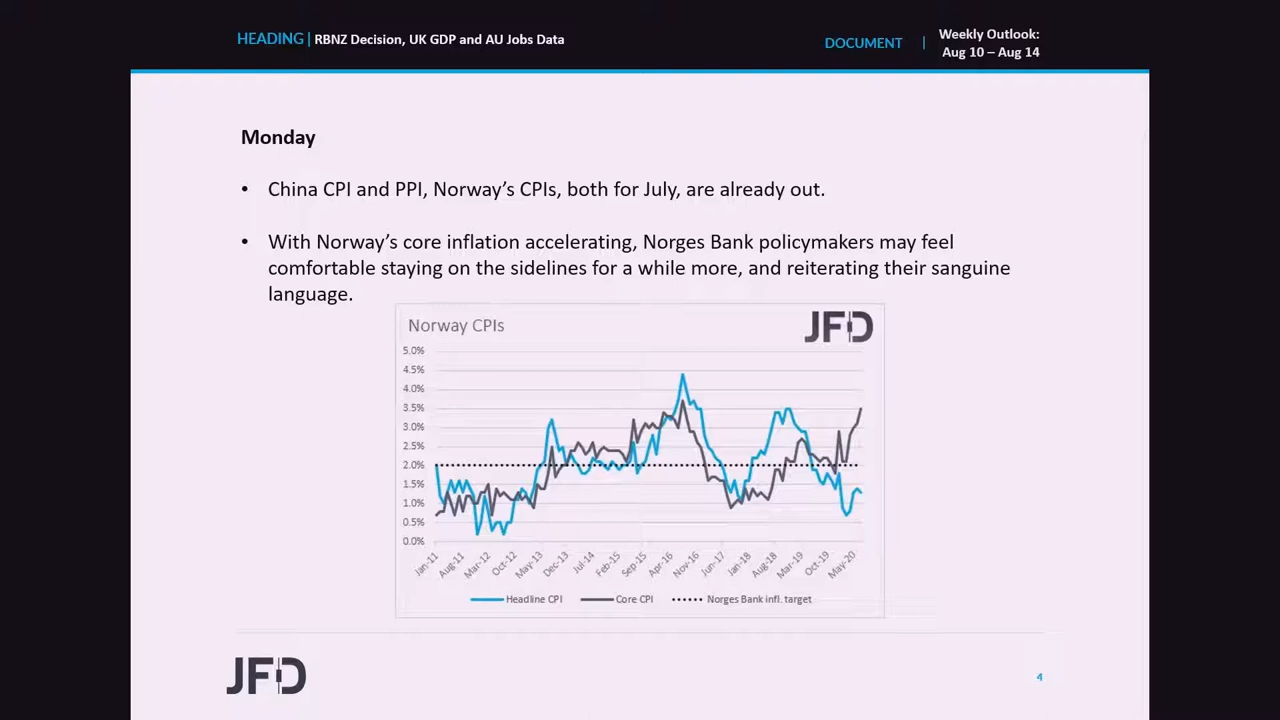 HEADING | RBNZ Decision, UK GDP and AU Jobs Data
DOCUMENT | Weekly Outlook:
Aug 10 – Aug 14
Monday
• China CPI and PPI, Norway’s CPIs, both for July, are already out.
• With Norway’s core inflation accelerating, Norges Bank policymakers may feel
comfortable staying on the sidelines for a while more, and reiterating their sanguine
language.
Norway CPIs
JFD
5.0%
4.5%
4.0%
3.5%
3.0%
2.5%
2.0%
1.5%
1.0%
0.5%
0.0%
Jan-11 Aug-11 Mar-12 Oct-12 May-13 Dec-13 Jul-14 Feb-15 Sep-15 Apr-16 Nov-16 Jun-17 Jan-18 Aug-18 Mar-19 Oct-19 May-20
Headline CPI Core CPI Norges Bank infl. target
JFD
4